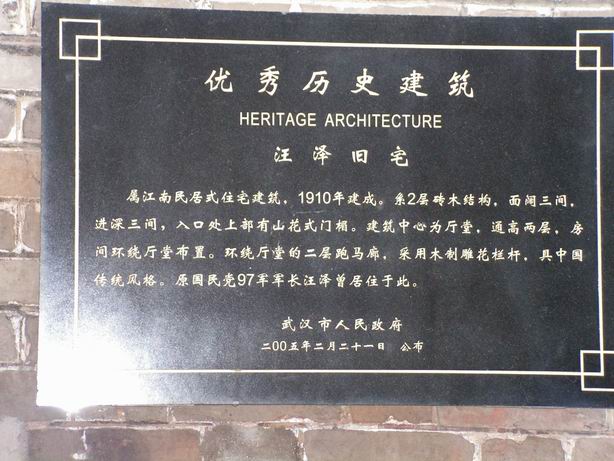 优秀历史建筑
HERITAGE ARCHITECTURE
汪泽旧宅
属江南民居式住宅建筑，1910年建成。系2层砖木结构，面阔三间，
进深三间，入口处上部有山花式门楣。建筑中心为厅堂，通高两层，房
间环绕厅堂布置。环绕厅堂的二层跑马廊，采用木制雕花栏杆，具中国
传统风格。原国民党97军军长汪泽曾居住于此。
武汉市人民政府
二00五年二月二十一日 公布